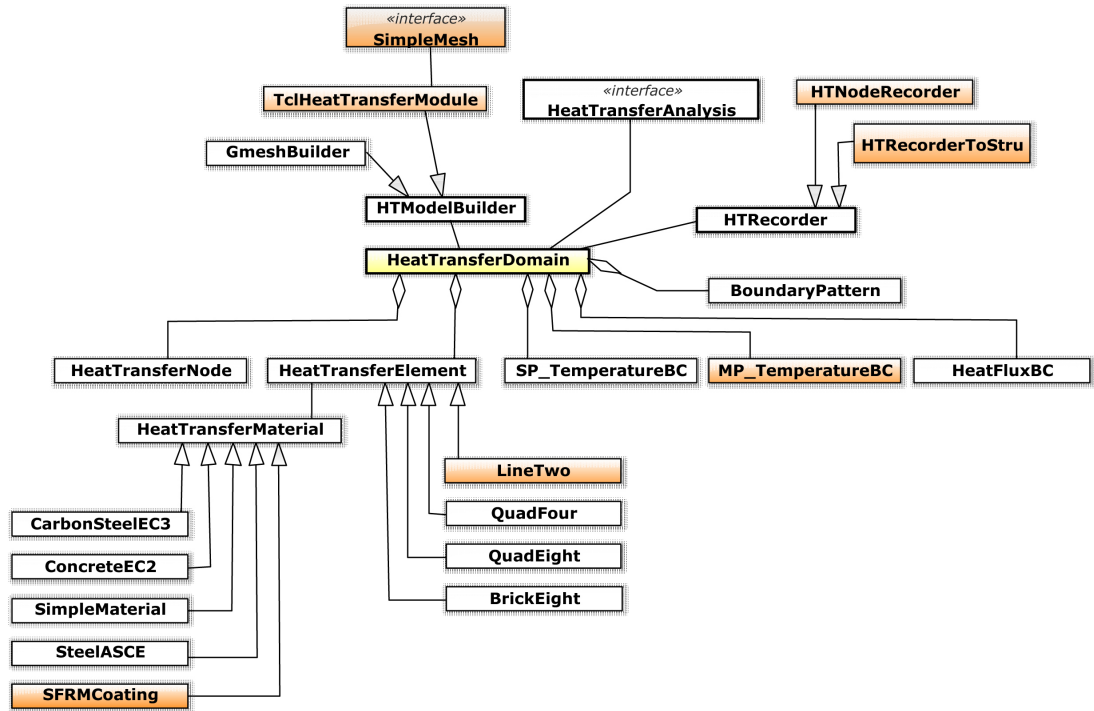 «interface»
SimpleMesh
TclHeatTransferModule
«interface»
HeatTransferAnalysis
HTNodeRecorder
HTRecorderToStru
GmeshBuilder
HTModelBuilder
HTRecorder
HeatTransferDomain
BoundaryPattern
HeatTransferNode
HeatTransferElement
SP_TemperatureBC
MP_TemperatureBC
HeatFluxBC
HeatTransferMaterial
LineTwo
CarbonSteelEC3
QuadFour
ConcreteEC2
QuadEight
SimpleMaterial
BrickEight
SteelASCE
SFRMCoating